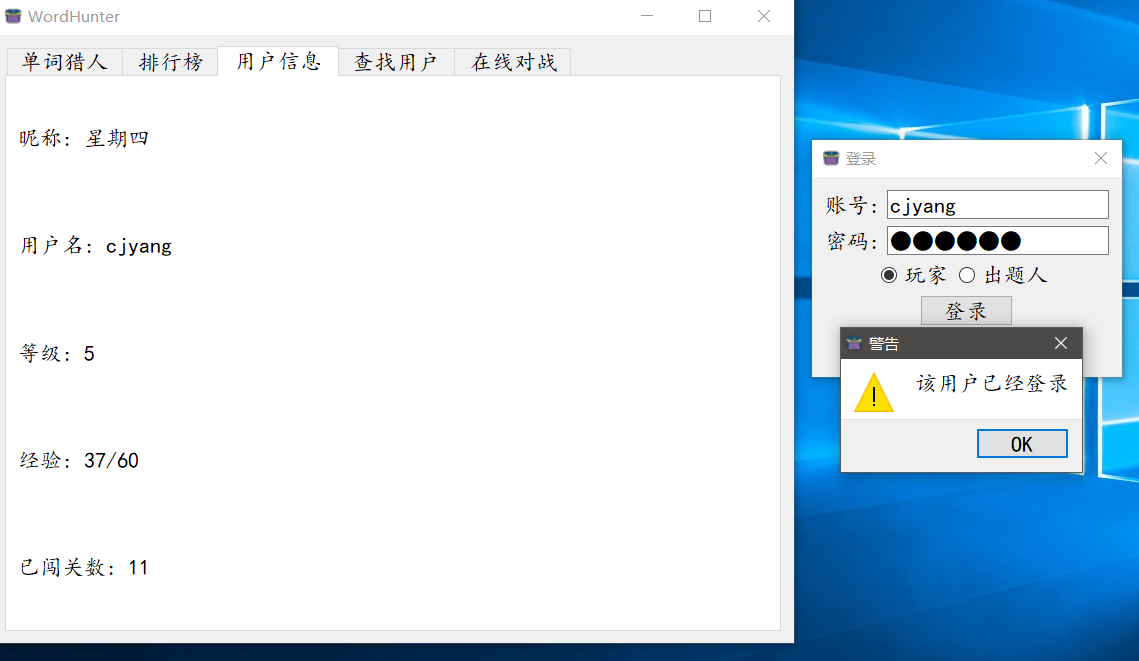 WordHunter
单词猎人 排行榜 用户信息 查找用户 在线对战
昵称: 星期四
用户名: cjyang
等级: 5
经验: 37/60
已闯关数: 11
登录
账号: cjyang
密码: ●●●●●●
玩家 出题人
登录
警告
该用户已经登录
OK